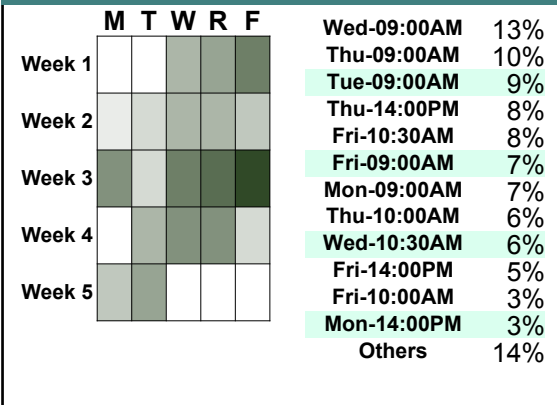 M T W R F
Week 1
Week 2
Week 3
Week 4
Week 5
Wed-09:00AM 13%
Thu-09:00AM 10%
Tue-09:00AM 9%
Thu-14:00PM 8%
Fri-10:30AM 8%
Fri-09:00AM 7%
Mon-09:00AM 7%
Thu-10:00AM 6%
Wed-10:30AM 6%
Fri-14:00PM 5%
Fri-10:00AM 3%
Mon-14:00PM 3%
Others 14%